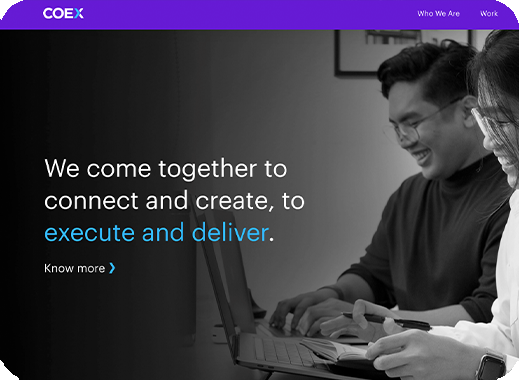 COEX
Who We Are
Work
We come together to
connect and create, to
execute and deliver.
Know more ❯